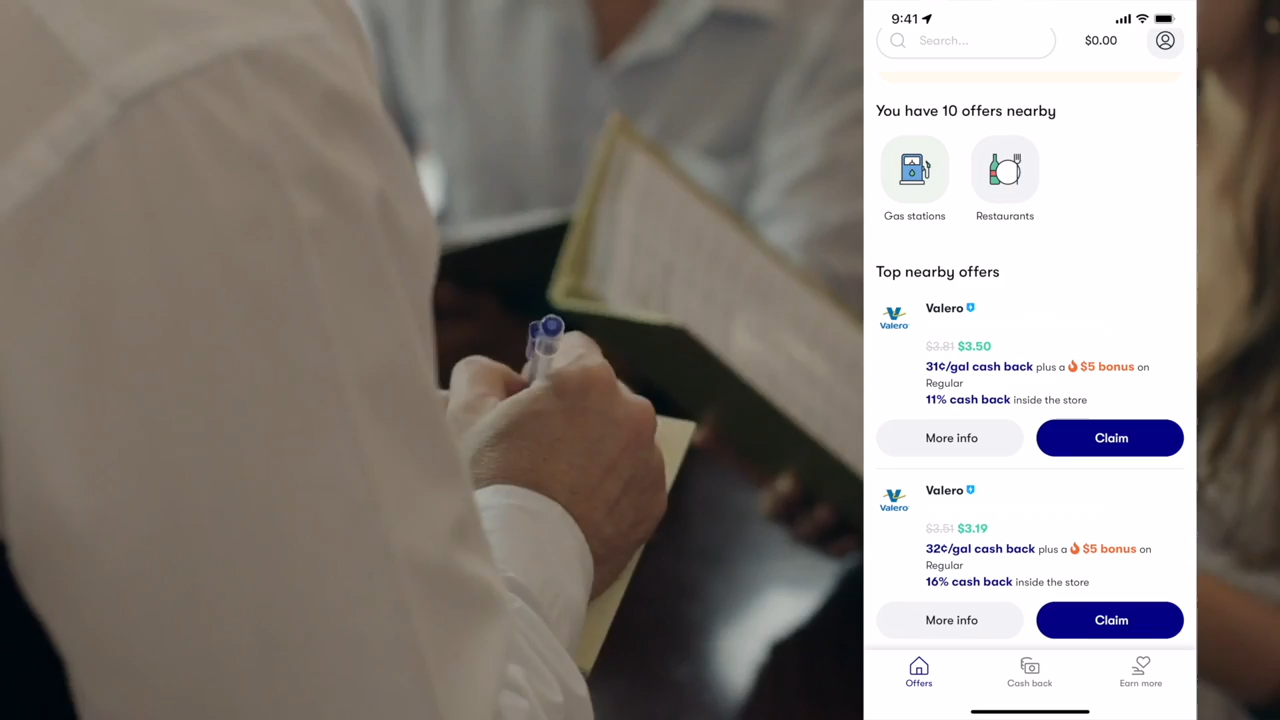 9:41
Search...
$0.00
You have 10 offers nearby
Gas stations
Restaurants
Top nearby offers
Valero
Valero
$3.81 $3.50
31¢/gal cash back plus a $5 bonus on
Regular
11% cash back inside the store
More info
Claim
Valero
Valero
$3.51 $3.19
32¢/gal cash back plus a $5 bonus on
Regular
16% cash back inside the store
More info
Claim
Offers
Cash back
Earn more